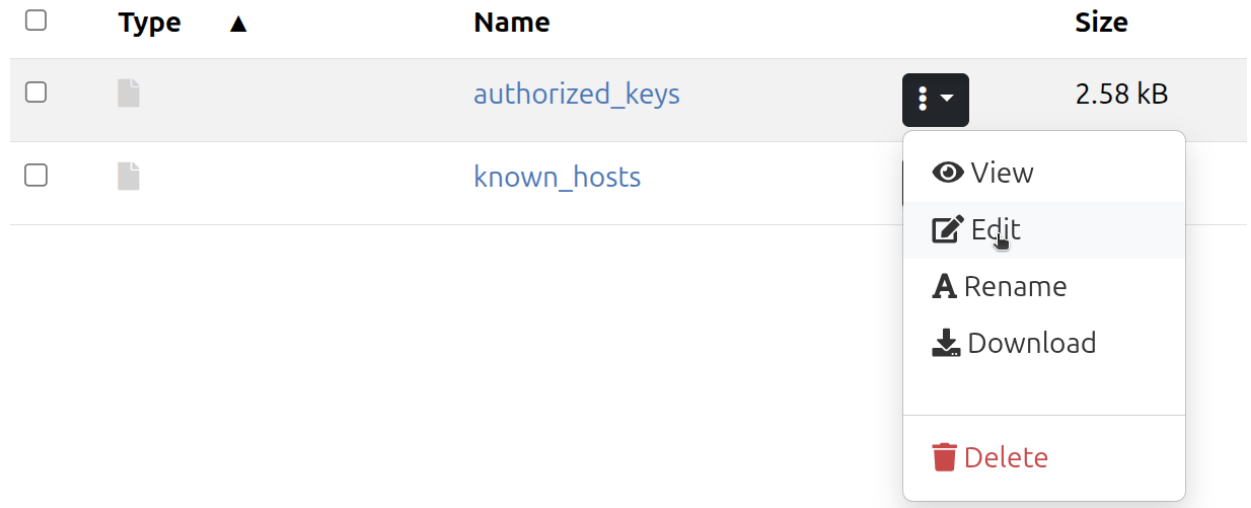 Type ▲ Name Size
authorized_keys 2.58 kB
known_hosts
View
Edit
Rename
Download
Delete